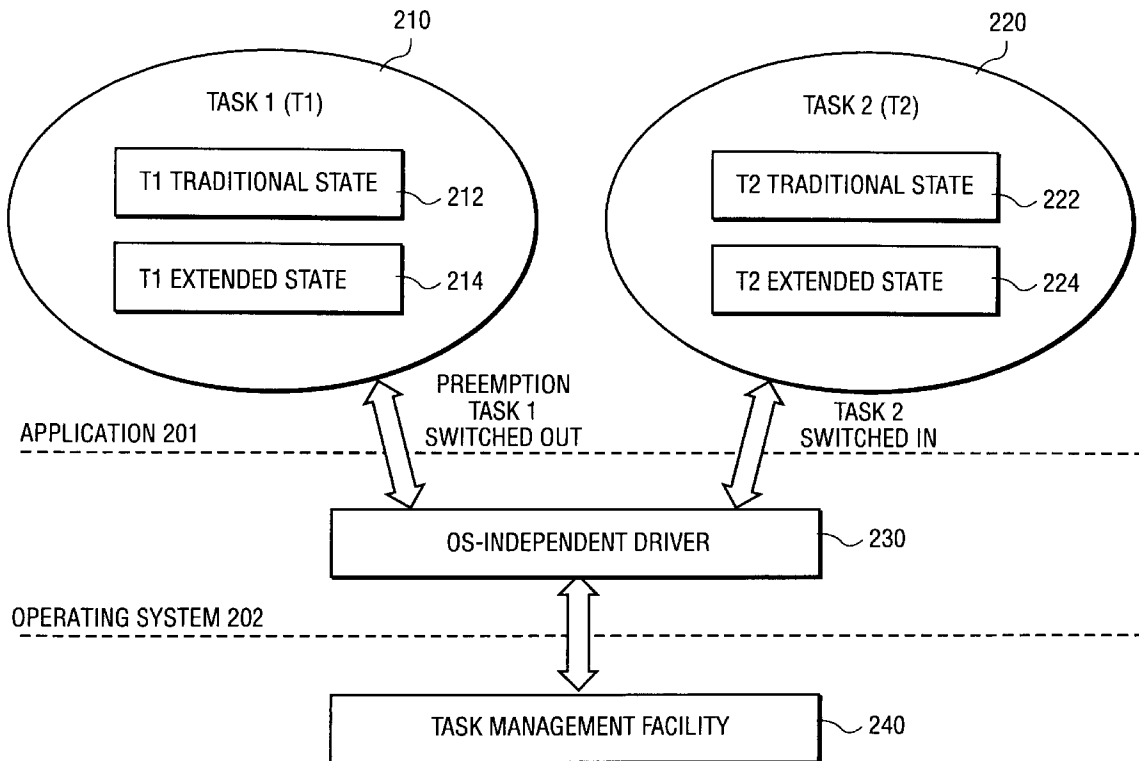 210
220
TASK 1 (T1)
TASK 2 (T2)
T1 TRADITIONAL STATE
212
T2 TRADITIONAL STATE
222
T1 EXTENDED STATE
214
T2 EXTENDED STATE
224
PREEMPTION
TASK 1
SWITCHED OUT
TASK 2
SWITCHED IN
APPLICATION 201
OS-INDEPENDENT DRIVER
230
OPERATING SYSTEM 202
TASK MANAGEMENT FACILITY
240